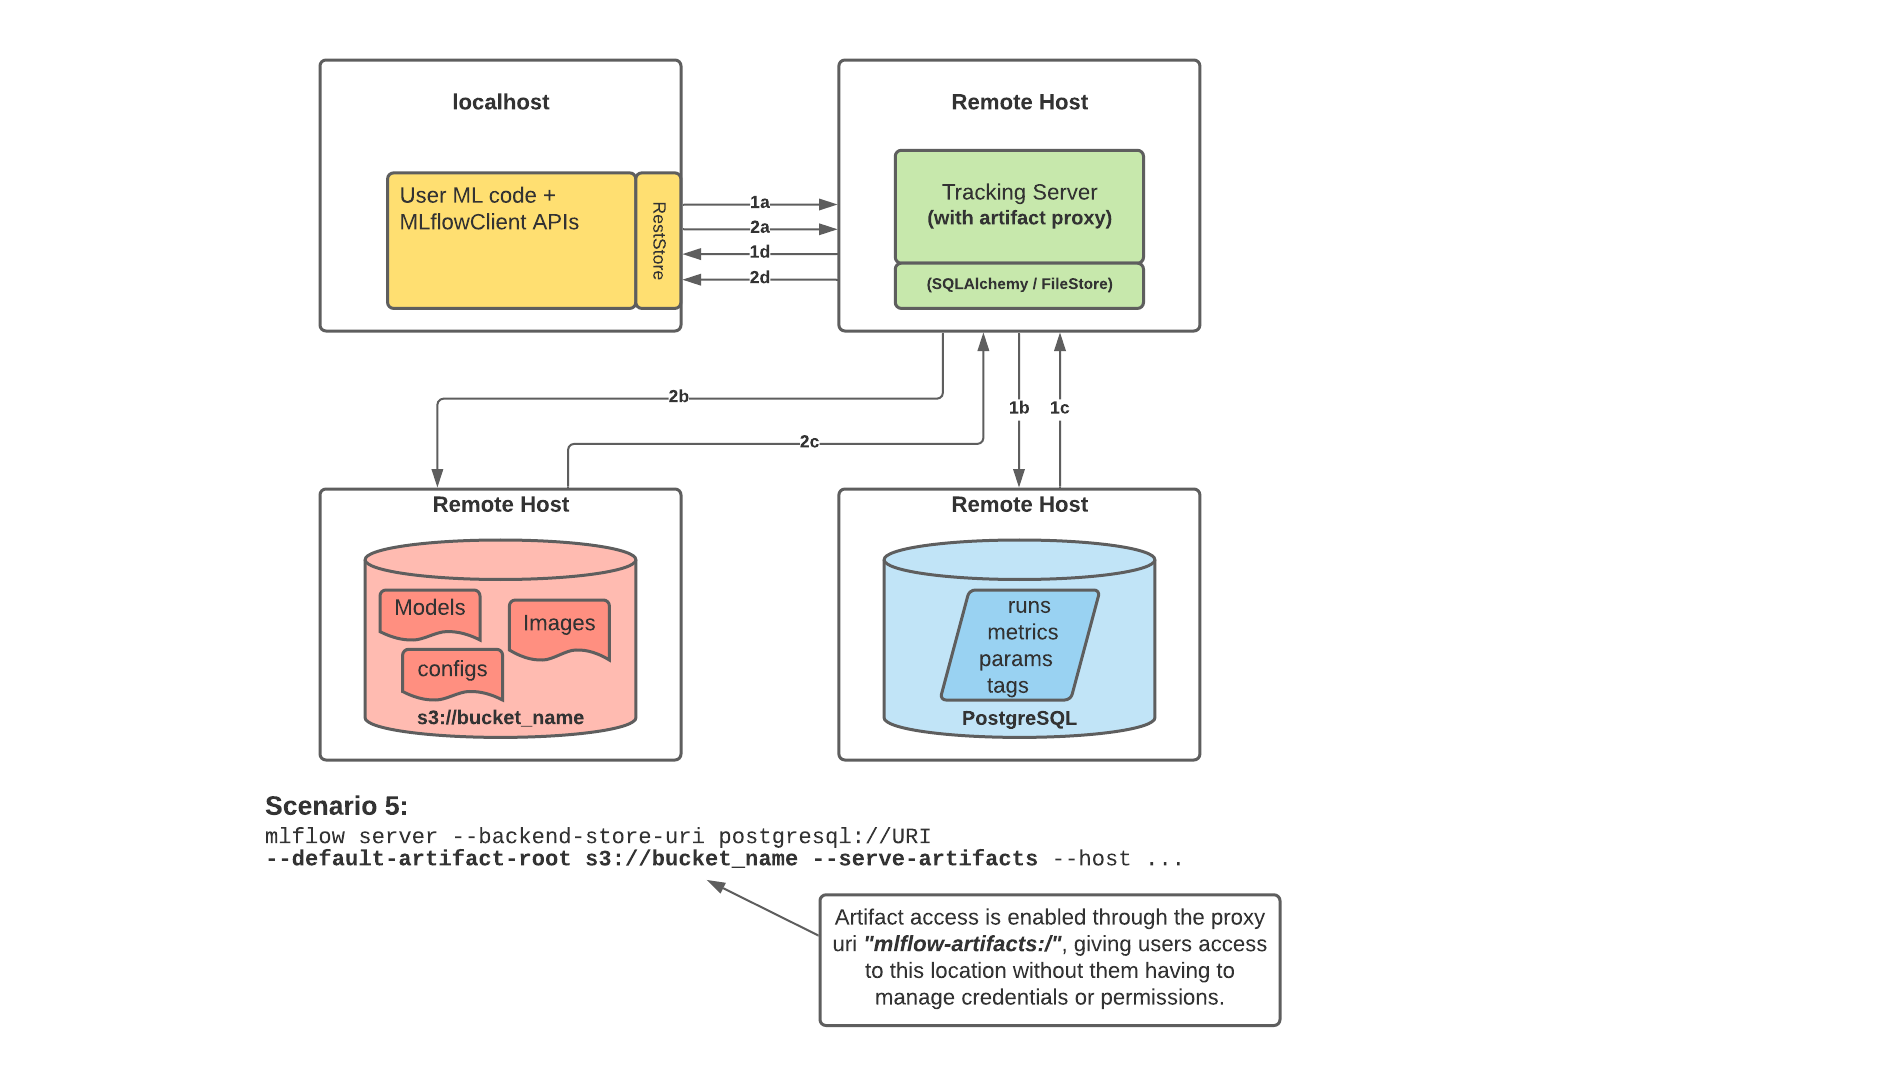 localhost
User ML code +
MLflowClient APIs
RestStore
1a
2a
1d
2d
Remote Host
Tracking Server
(with artifact proxy)
(SQLAlchemy / FileStore)
2b
2c
1b
1c
Remote Host
Models
Images
configs
s3://bucket_name
Remote Host
runs
metrics
params
tags
PostgreSQL
Scenario 5:
mlflow server --backend-store-uri postgresql://URI
--default-artifact-root s3://bucket_name --serve-artifacts --host ...
Artifact access is enabled through the proxy
uri "mlflow-artifacts:/", giving users access
to this location without them having to
manage credentials or permissions.